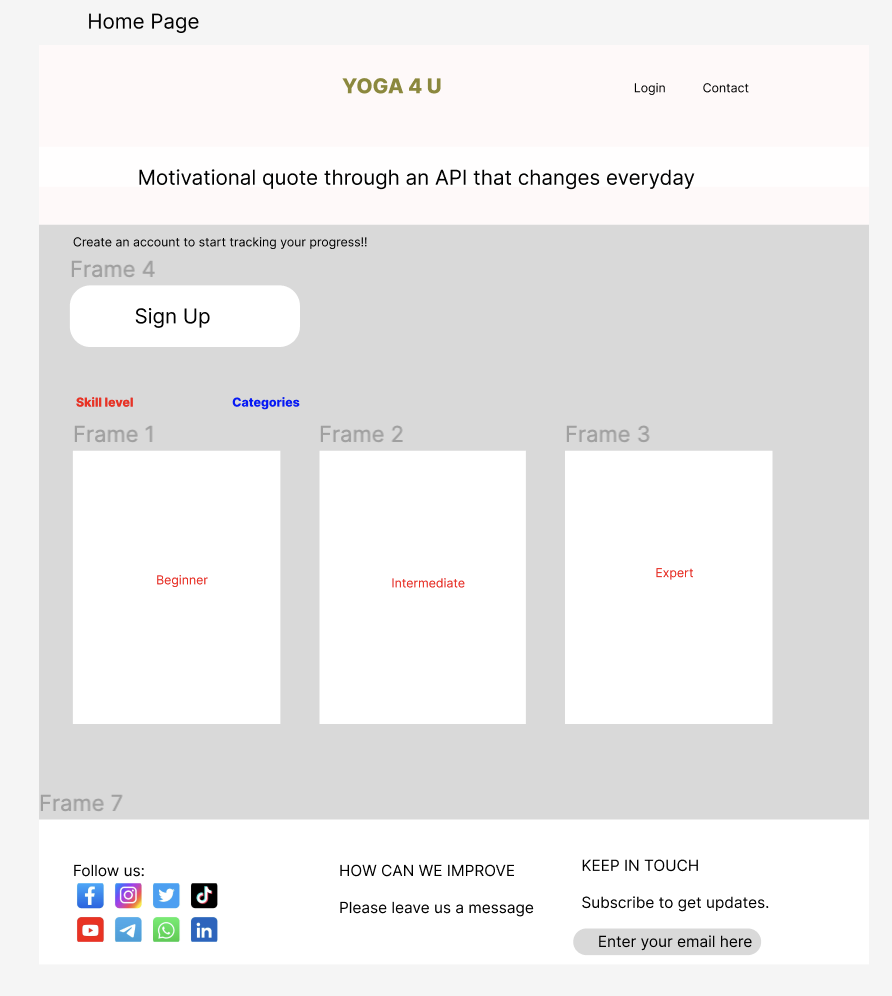 Home Page
YOGA 4 U
Login
Contact
Motivational quote through an API that changes everyday
Create an account to start tracking your progress!!
Frame 4
Sign Up
Skill level
Categories
Frame 1
Frame 2
Frame 3
Beginner
Intermediate
Expert
Frame 7
Follow us:
HOW CAN WE IMPROVE
Please leave us a message
KEEP IN TOUCH
Subscribe to get updates.
Enter your email here